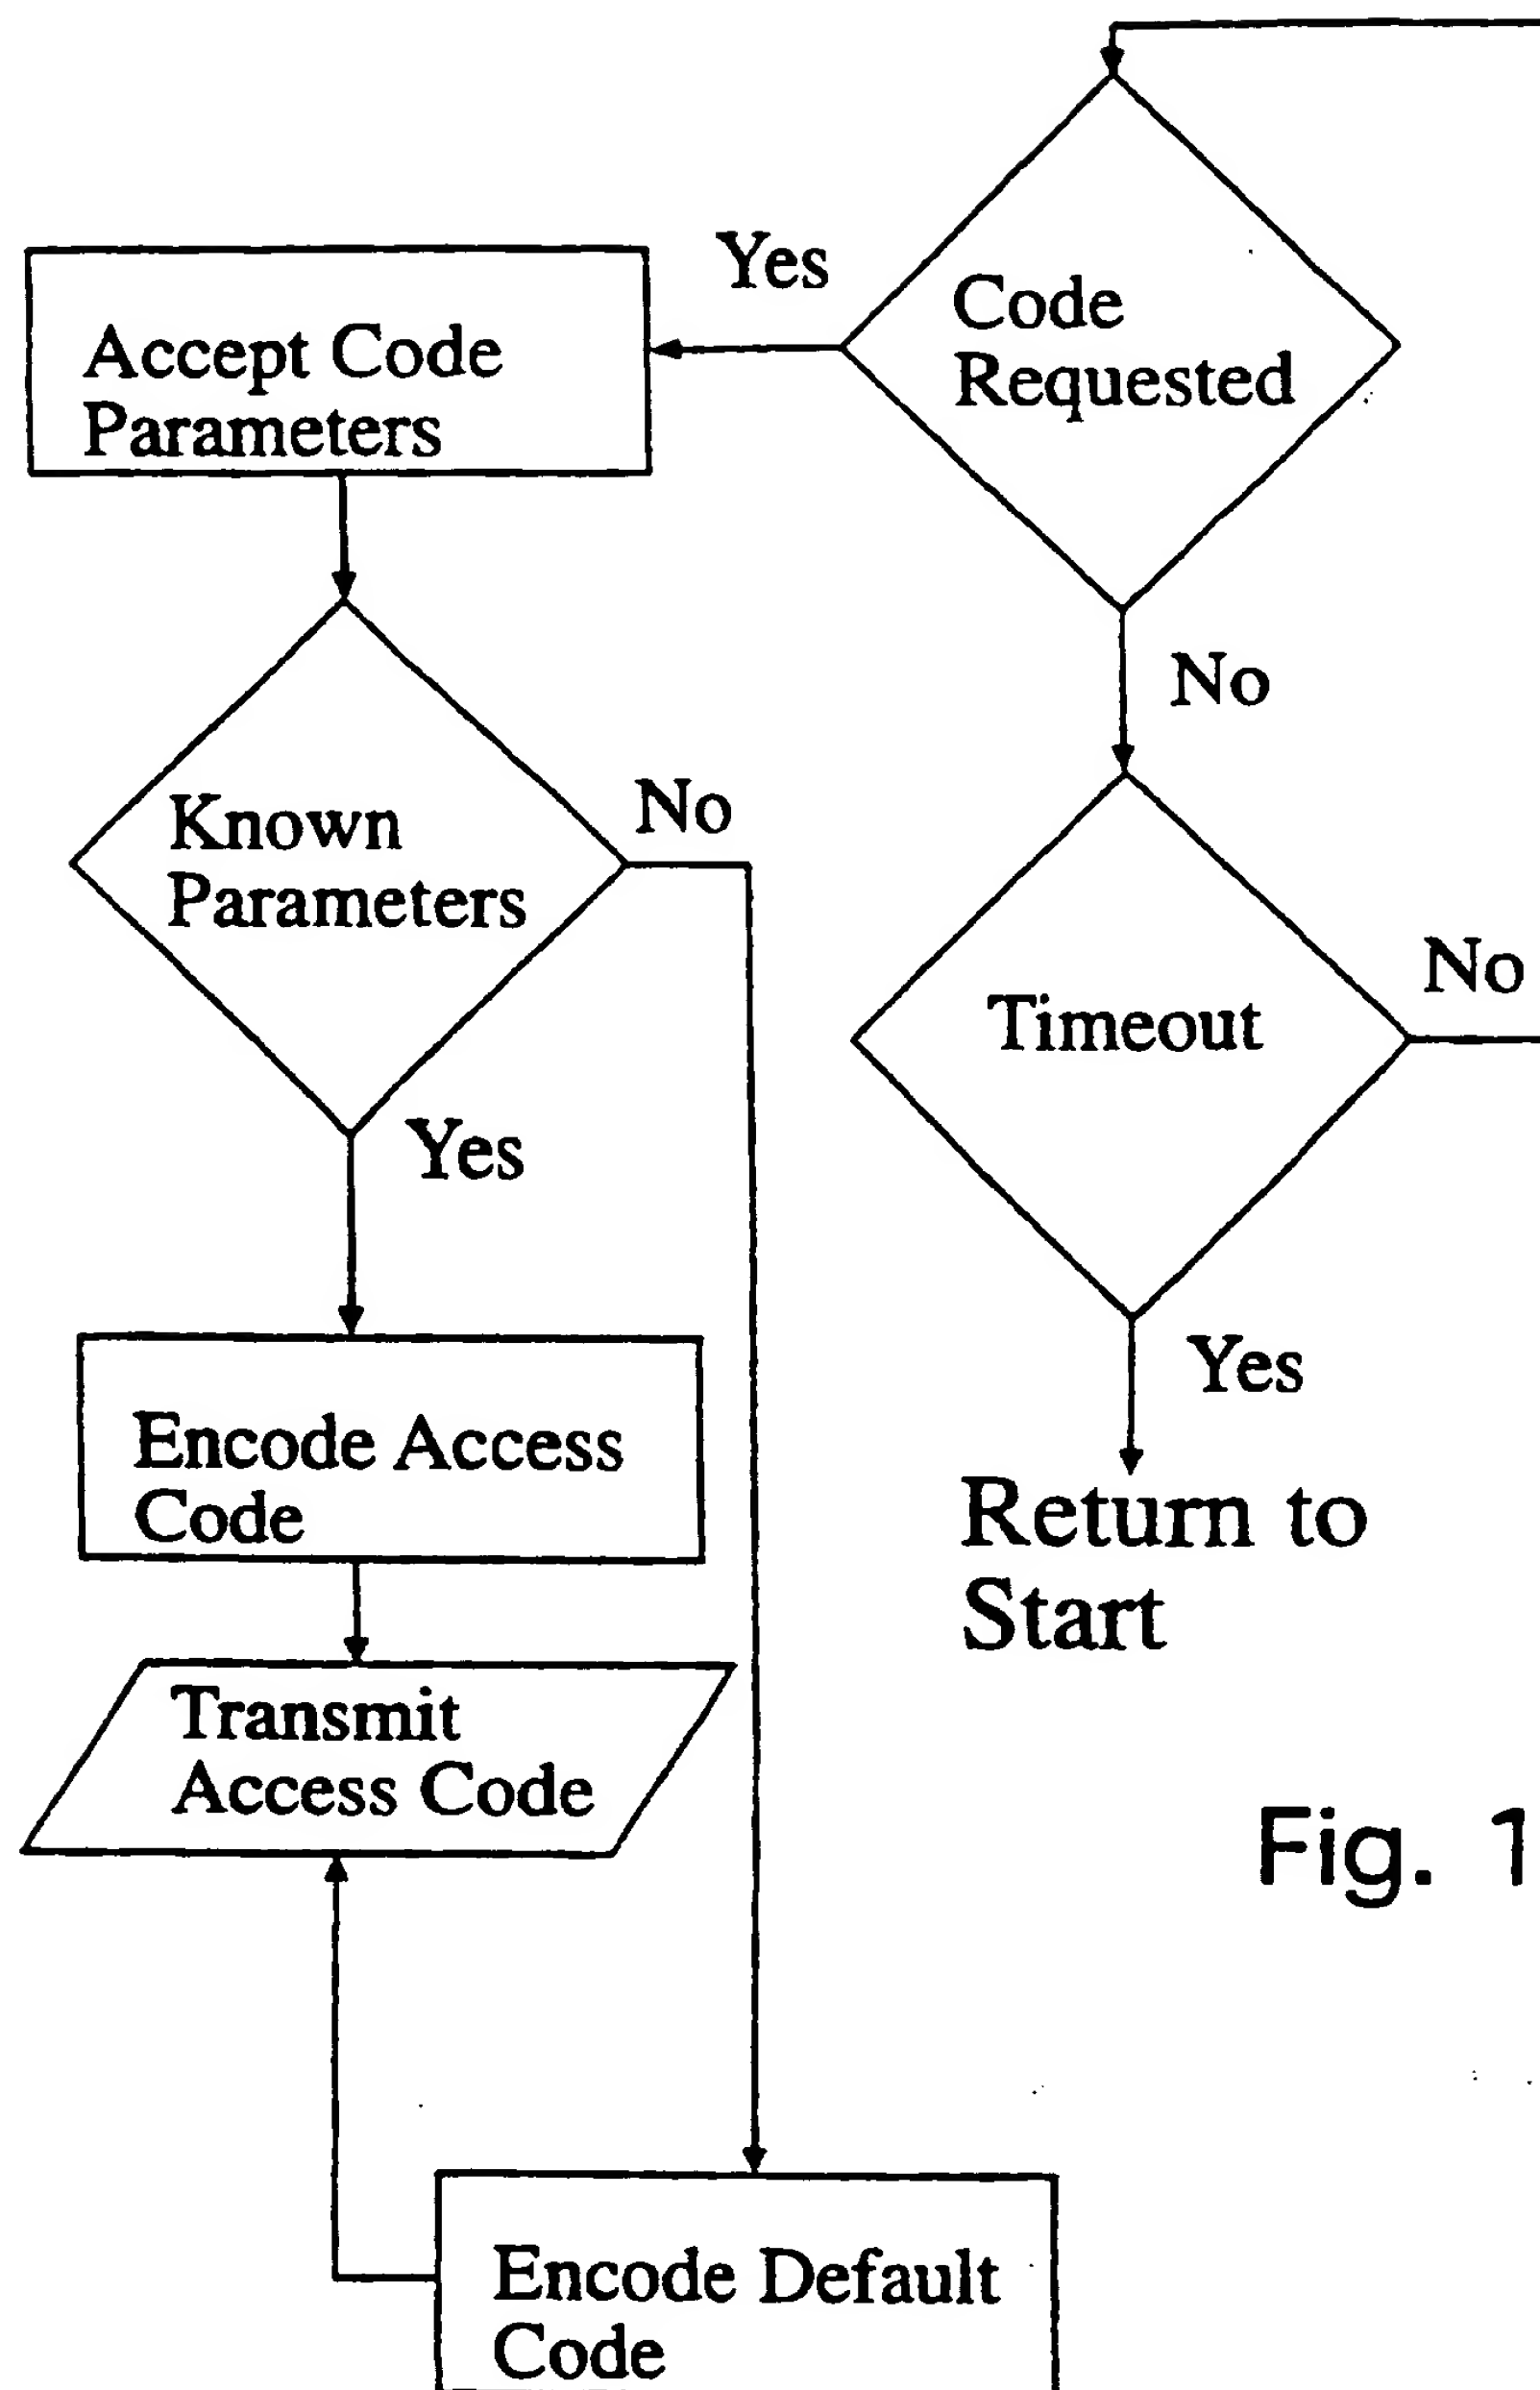 Yes
Code
Requested
Accept Code
Parameters
No
Known
Parameters
No
Timeout
No
Yes
Yes
Encode Access
Code
Return to
Start
Transmit
Access Code
Fig. 1
Encode Default
Code